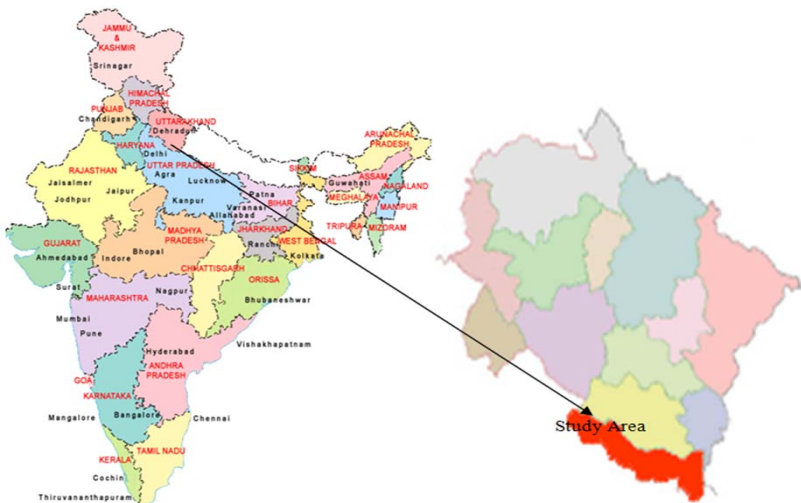 JAMMU
&
KASHMIR
Srinagar
HIMACHAL
PRADESH
PUNJAB
Chandigarh
UTTARAKHAND
Dehradun
HARYANA
Delhi
UTTAR PRADESH
Agra
Lucknow
RAJASTHAN
Jaisalmer
Jaipur
Jodhpur
Kanpur
Allahabad
Varanasi
Patna
BIHAR
SIKKIM
ARUNACHAL
PRADESH
ASSAM
Guwahati
NAGALAND
MEGHALAYA
MANIPUR
TRIPURA
MIZORAM
GUJARAT
Ahmedabad
Surat
MADHYA
PRADESH
Bhopal
Indore
JHARKHAND
Ranchi
WEST BENGAL
Kolkata
CHHATTISGARH
ORISSA
Bhubaneshwar
MAHARASHTRA
Nagpur
Mumbai
Pune
Hyderabad
ANDHRA
PRADESH
Vishakhapatnam
GOA
KARNATAKA
Bangalore
Mangalore
Chennai
KERALA
TAMIL NADU
Cochin
Thiruvananthapuram
Study Area